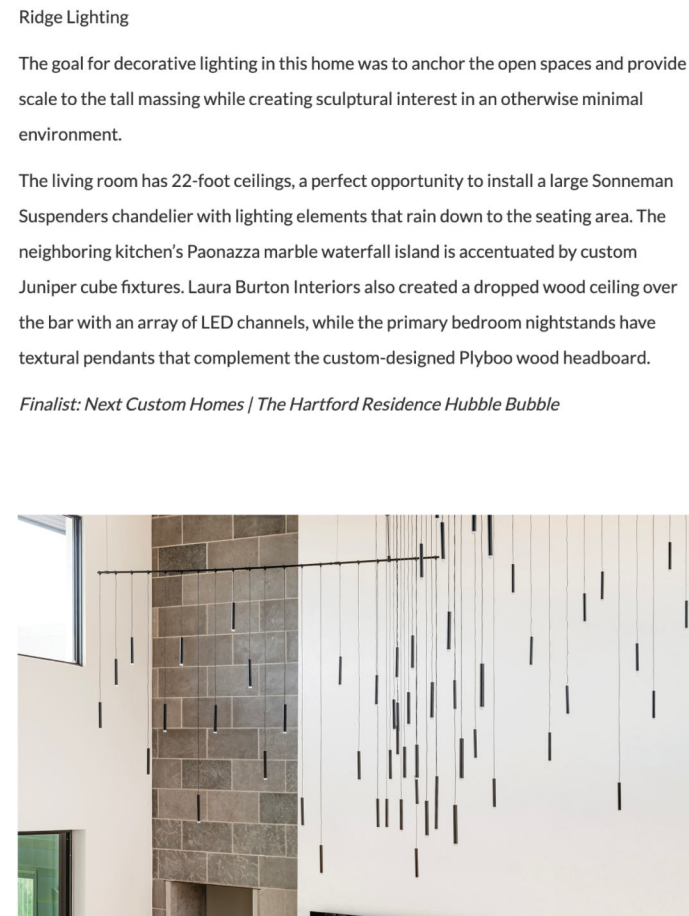 Ridge Lighting
The goal for decorative lighting in this home was to anchor the open spaces and provide
scale to the tall massing while creating sculptural interest in an otherwise minimal
environment.
The living room has 22-foot ceilings, a perfect opportunity to install a large Sonneman
Suspenders chandelier with lighting elements that rain down to the seating area. The
neighboring kitchen’s Paonazza marble waterfall island is accentuated by custom
Juniper cube fixtures. Laura Burton Interiors also created a dropped wood ceiling over
the bar with an array of LED channels, while the primary bedroom nightstands have
textural pendants that complement the custom-designed Plyboo wood headboard.
Finalist: Next Custom Homes | The Hartford Residence Hubble Bubble